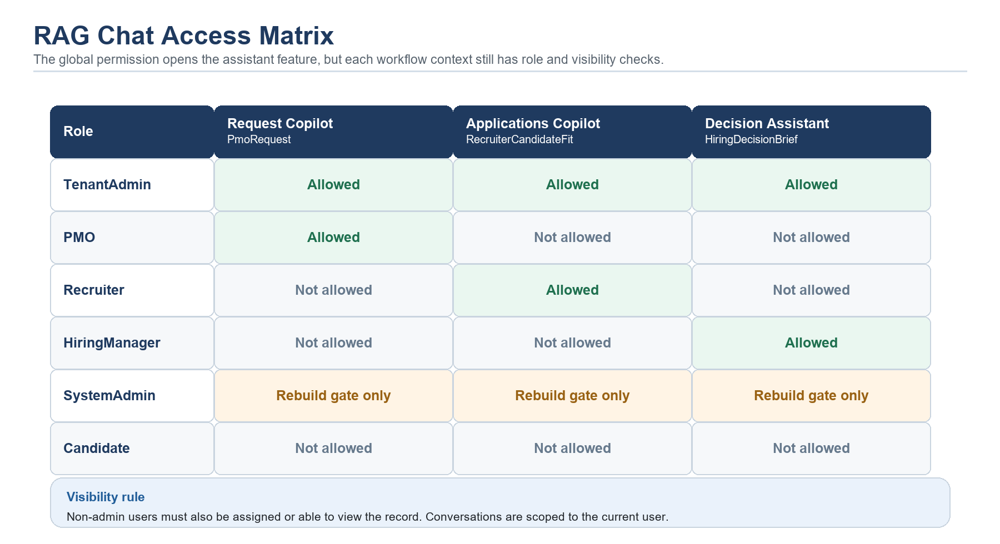 RAG Chat Access Matrix
The global permission opens the assistant feature, but each workflow context still has role and visibility checks.
Role
Request Copilot
PmoRequest
Applications Copilot
RecruiterCandidateFit
Decision Assistant
HiringDecisionBrief
TenantAdmin
Allowed
Allowed
Allowed
PMO
Allowed
Not allowed
Not allowed
Recruiter
Not allowed
Allowed
Not allowed
HiringManager
Not allowed
Not allowed
Allowed
SystemAdmin
Rebuild gate only
Rebuild gate only
Rebuild gate only
Candidate
Not allowed
Not allowed
Not allowed
Visibility rule
Non-admin users must also be assigned or able to view the record. Conversations are scoped to the current user.